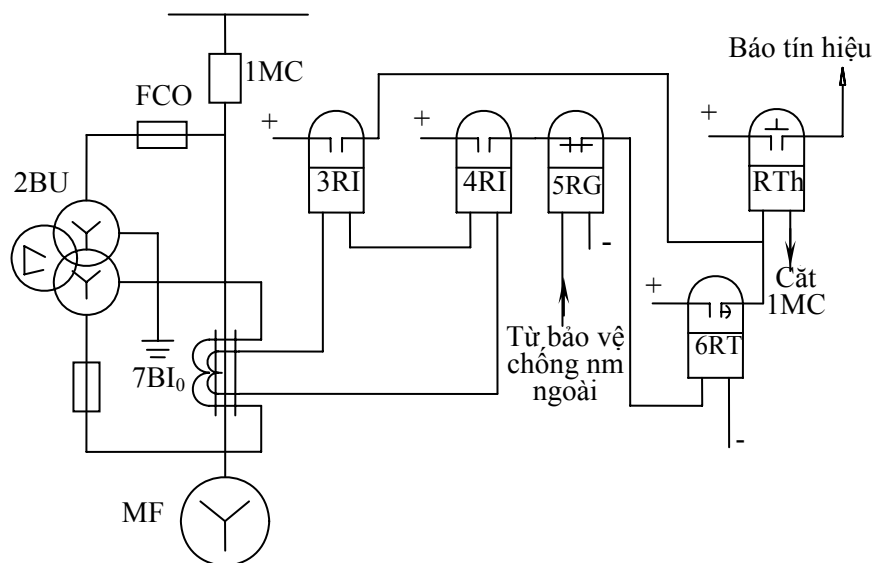 Báo tín hiệu
1MC
FCO
+
+
+
3RI
4RI
5RG
RTh
2BU
-
+
Căt
1MC
Từ bảo vệ
chống nm
ngoài
6RT
7BI₀
-
MF